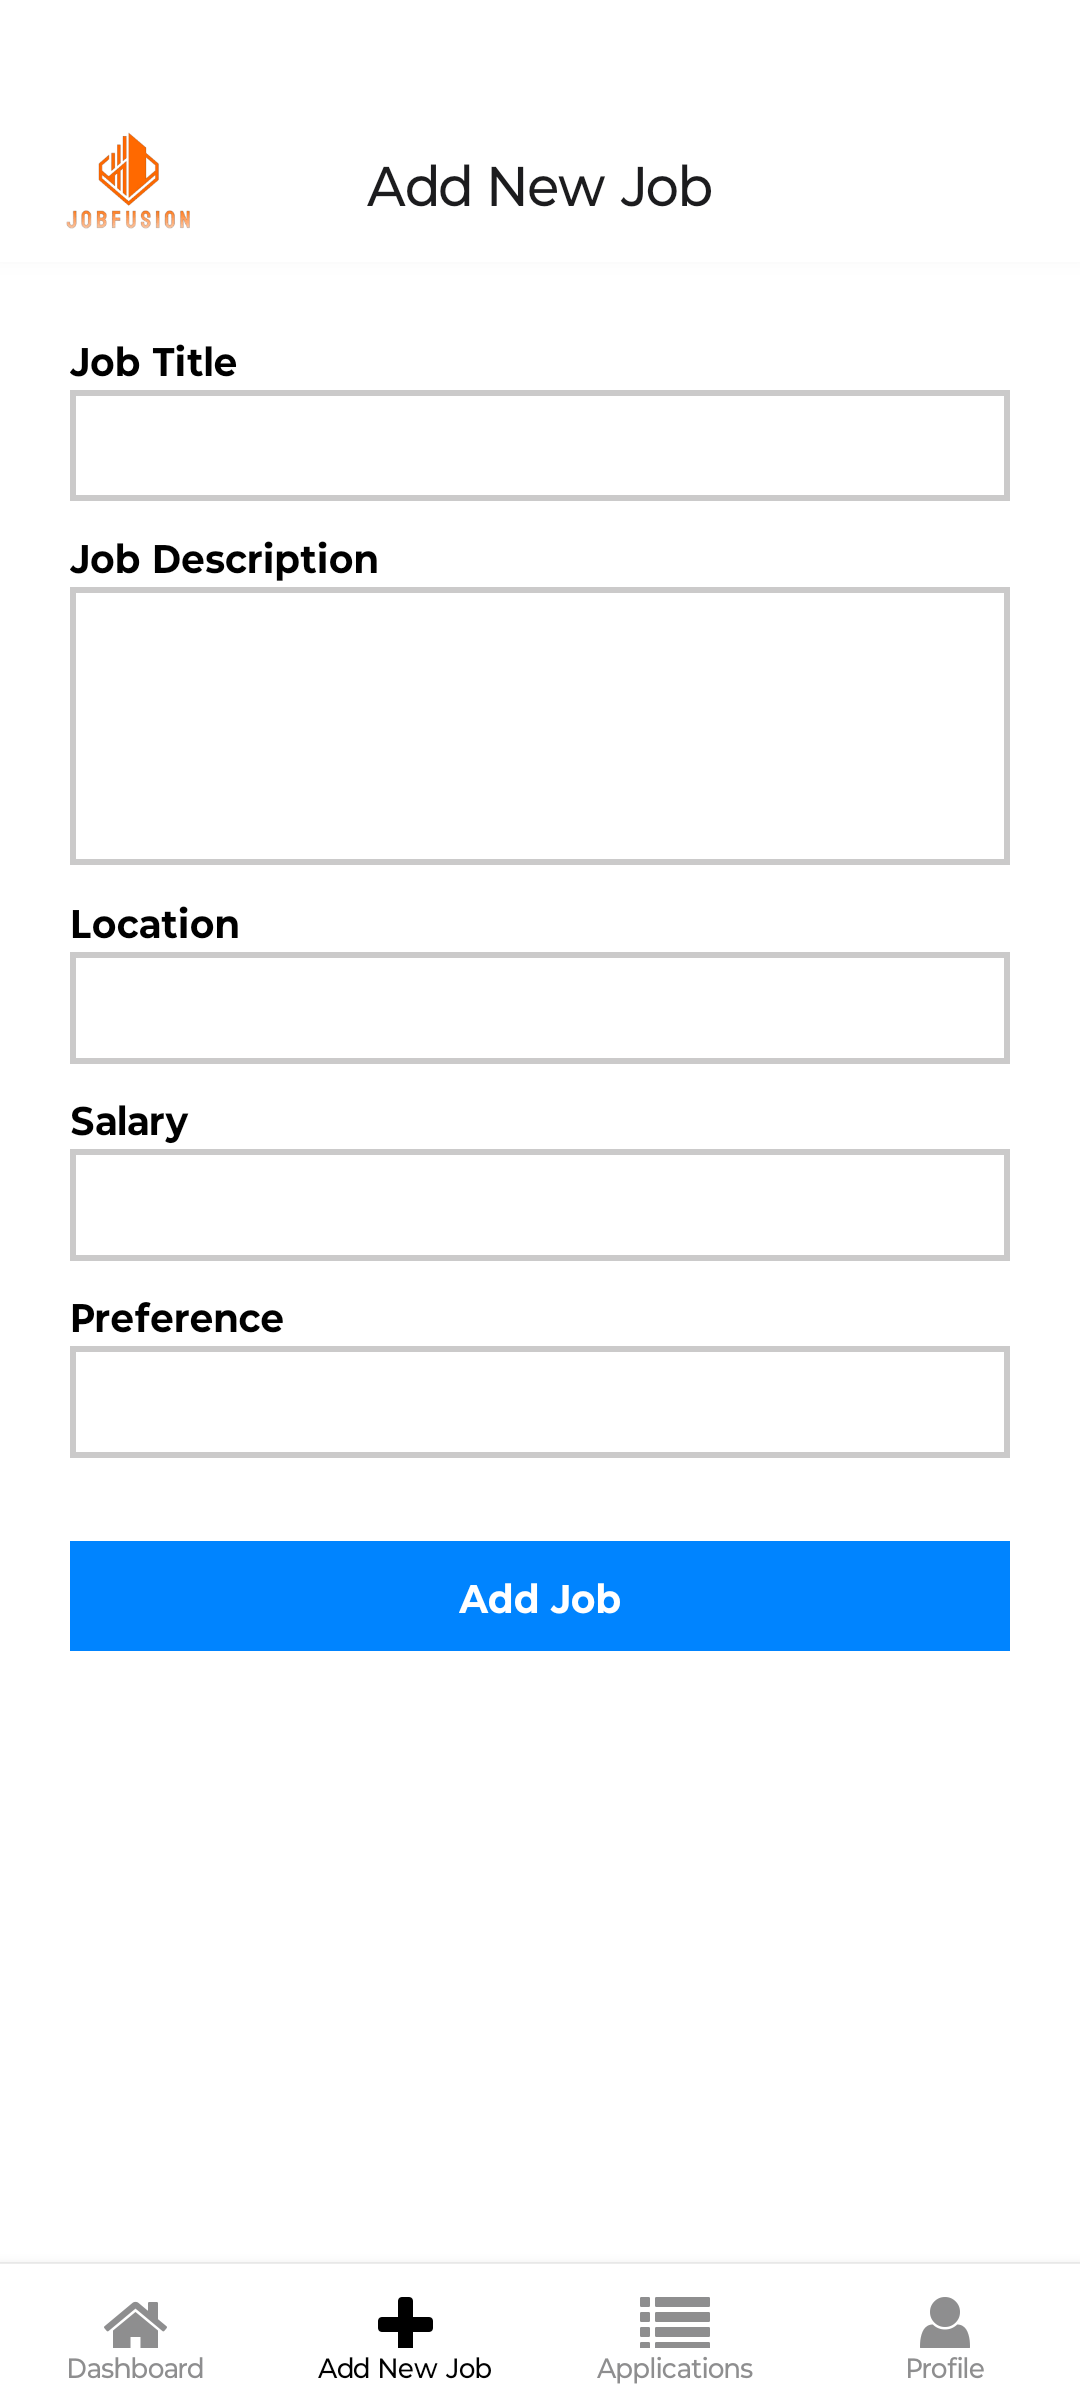 JOBFUSION
Add New Job
Job Title
Job Description
Location
Salary
Preference
Add Job
Dashboard
Add New Job
Applications
Profile